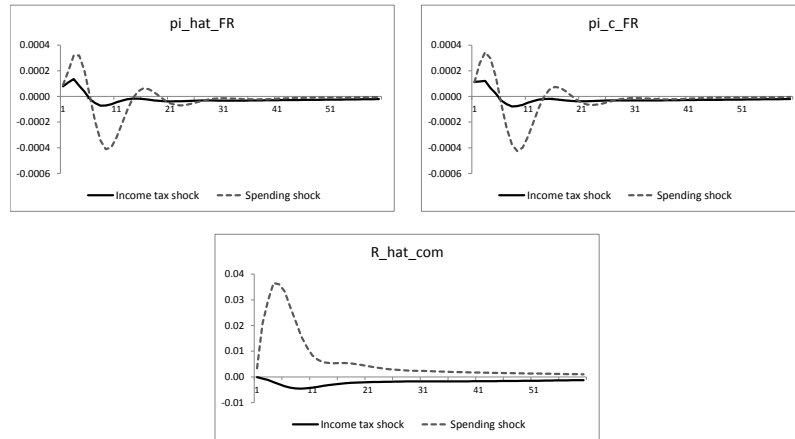 pi_hat_FR
0.0004
0.0002
0.0000
-0.0002
-0.0004
-0.0006
1 11 21 31 41 51
Income tax shock Spending shock
pi_c_FR
0.0004
0.0002
0.0000
-0.0002
-0.0004
-0.0006
1 11 21 31 41 51
Income tax shock Spending shock
R_hat_com
0.04
0.03
0.02
0.01
0.00
-0.01
1 11 21 31 41 51
Income tax shock Spending shock